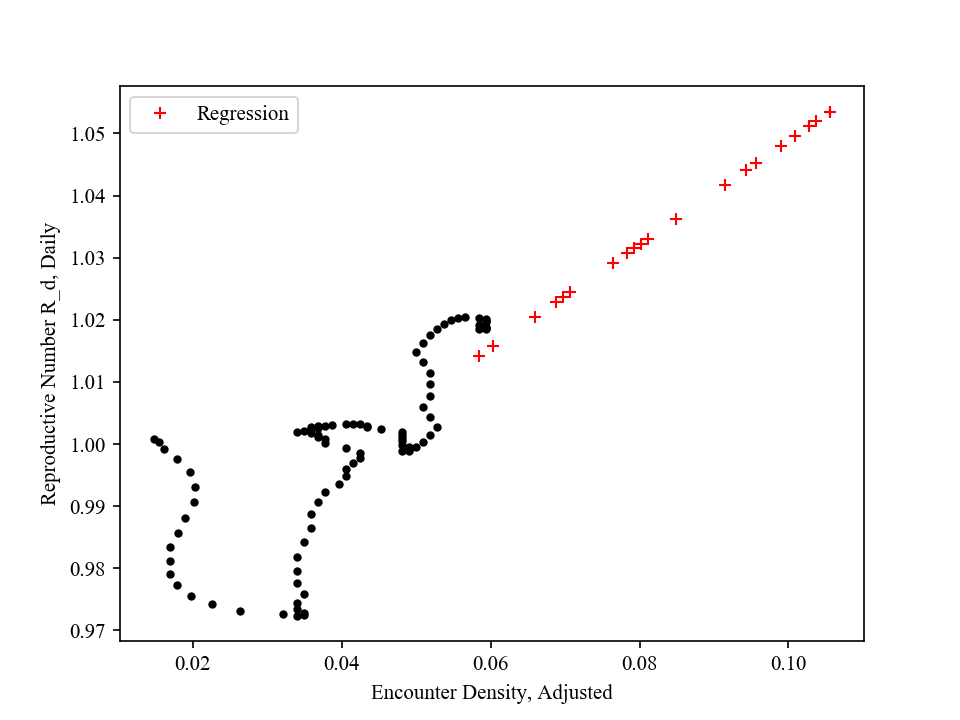 Regression
1.05
1.04
1.03
1.02
1.01
1.00
0.99
0.98
0.97
Reproductive Number R_d, Daily
0.02 0.04 0.06 0.08 0.10
Encounter Density, Adjusted